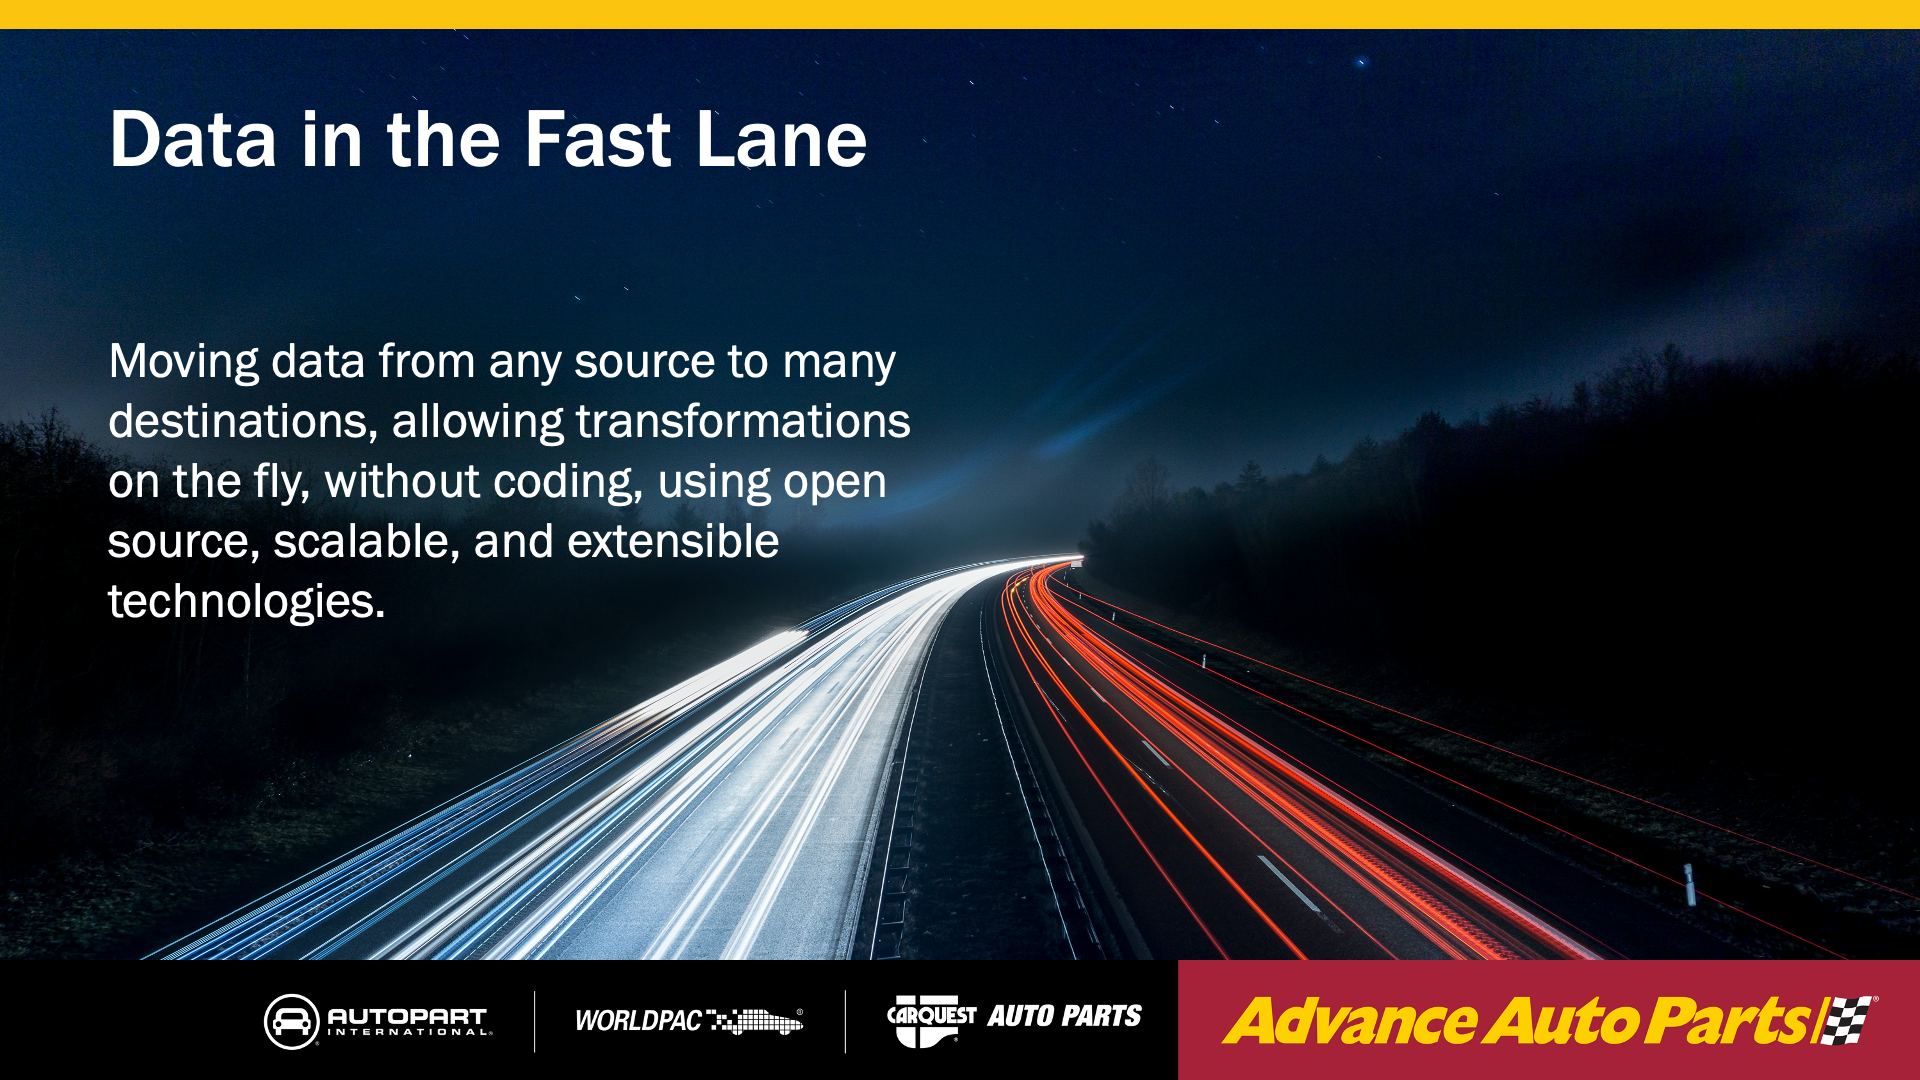 Data in the Fast Lane
Moving data from any source to many
destinations, allowing transformations
on the fly, without coding, using open
source, scalable, and extensible
technologies.
AUTOPART
INTERNATIONAL®
WORLDPAC®
CARQUEST® AUTO PARTS
Advance Auto Parts®